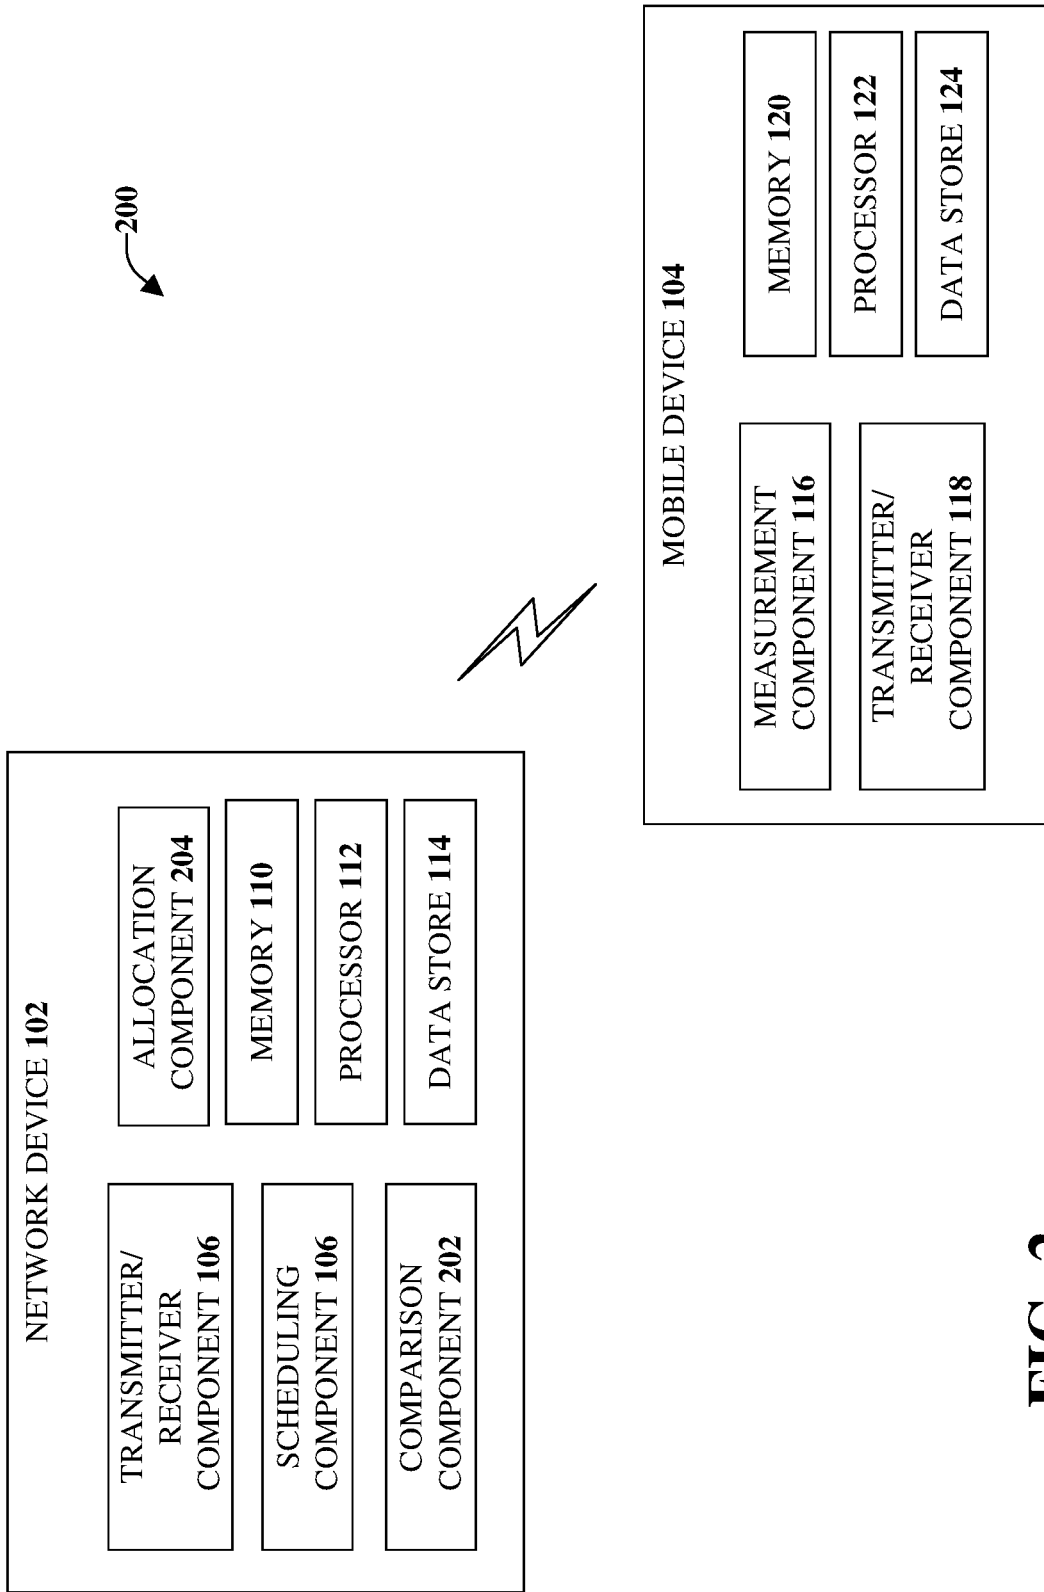 200
NETWORK DEVICE 102
TRANSMITTER/
RECEIVER
COMPONENT 106
SCHEDULING
COMPONENT 106
COMPARISON
COMPONENT 202
ALLOCATION
COMPONENT 204
MEMORY 110
PROCESSOR 112
DATA STORE 114
MOBILE DEVICE 104
MEASUREMENT
COMPONENT 116
TRANSMITTER/
RECEIVER
COMPONENT 118
MEMORY 120
PROCESSOR 122
DATA STORE 124
FIG